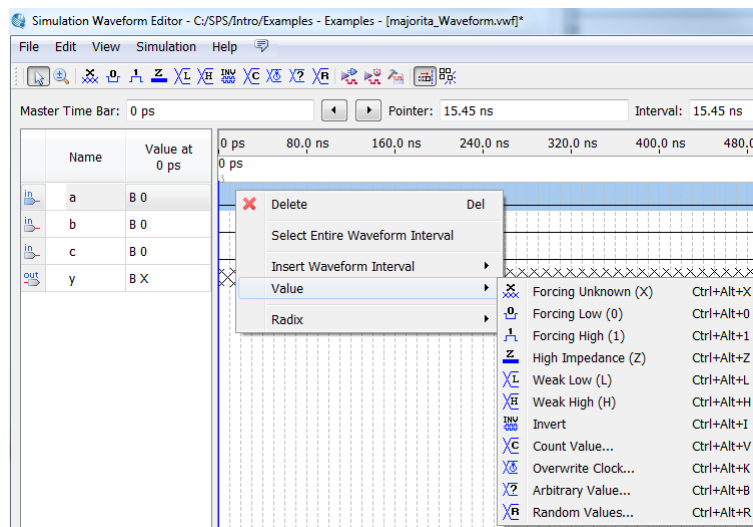 Simulation Waveform Editor - C:/SPS/Intro/Examples - Examples - [majorita_Waveform.vwf]*
File Edit View Simulation Help
Master Time Bar: 0 ps Pointer: 15.45 ns Interval: 15.45 ns
Name Value at 0 ps
0 ps 80.0 ns 160.0 ns 240.0 ns 320.0 ns 400.0 ns 480.0
0 ps
in a B 0
in b B 0
in c B 0
out y B X
Delete Del
Select Entire Waveform Interval
Insert Waveform Interval
Value
Radix
Forcing Unknown (X) Ctrl+Alt+X
Forcing Low (0) Ctrl+Alt+0
Forcing High (1) Ctrl+Alt+1
High Impedance (Z) Ctrl+Alt+Z
Weak Low (L) Ctrl+Alt+L
Weak High (H) Ctrl+Alt+H
Invert Ctrl+Alt+I
Count Value... Ctrl+Alt+V
Overwrite Clock... Ctrl+Alt+K
Arbitrary Value... Ctrl+Alt+B
Random Values... Ctrl+Alt+R